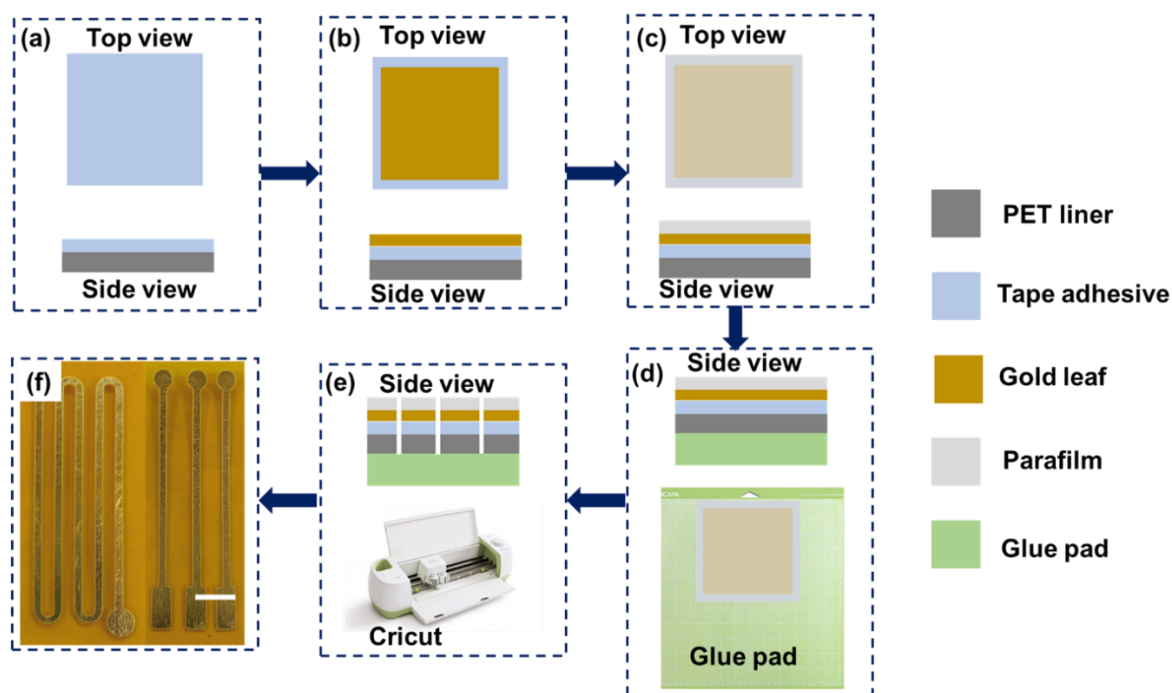 (a)
Top view
Side view
(b)
Top view
Side view
(c)
Top view
Side view
(d)
Side view
Glue pad
(e)
Side view
Cricut
(f)
PET liner
Tape adhesive
Gold leaf
Parafilm
Glue pad